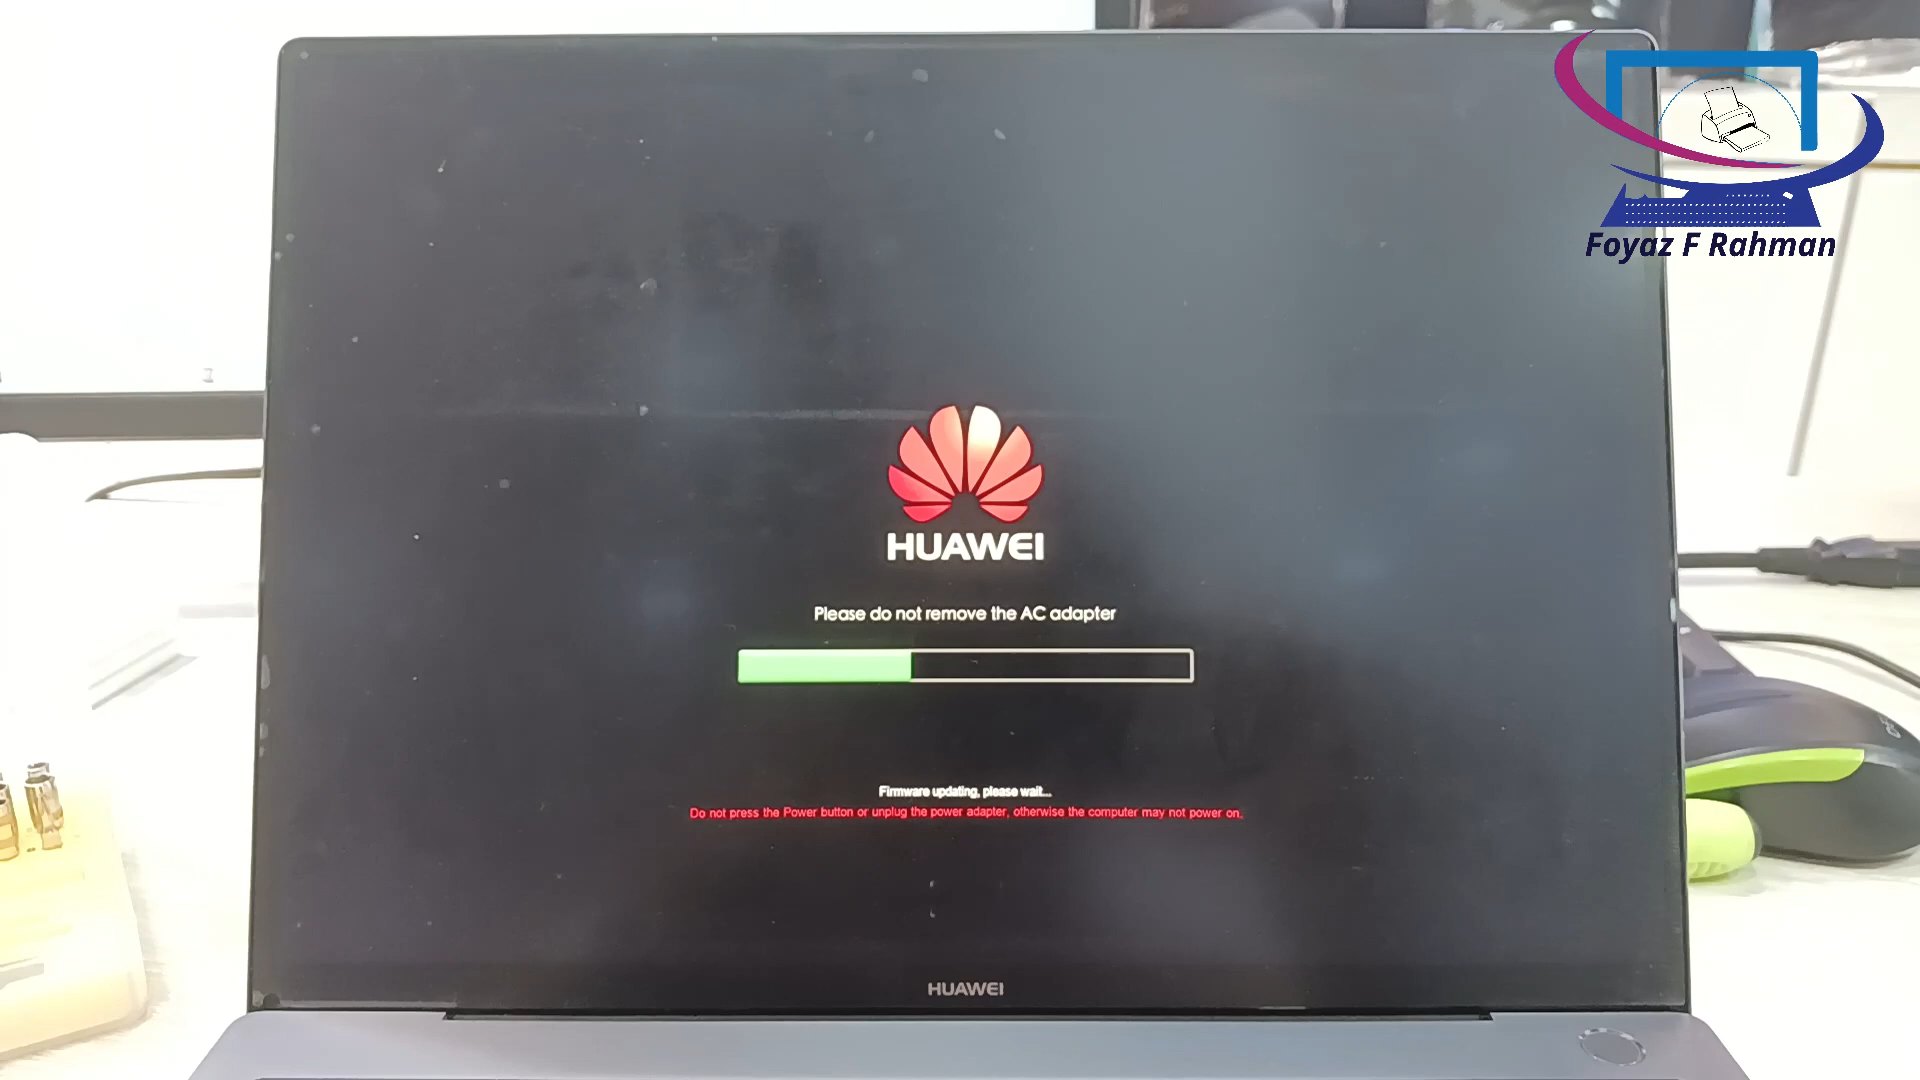 Foyaz F Rahman
HUAWEI
Please do not remove the AC adapter
Firmware updating, please wait...
Do not press the Power button or unplug the power adapter, otherwise the computer may not power on.
HUAWEI